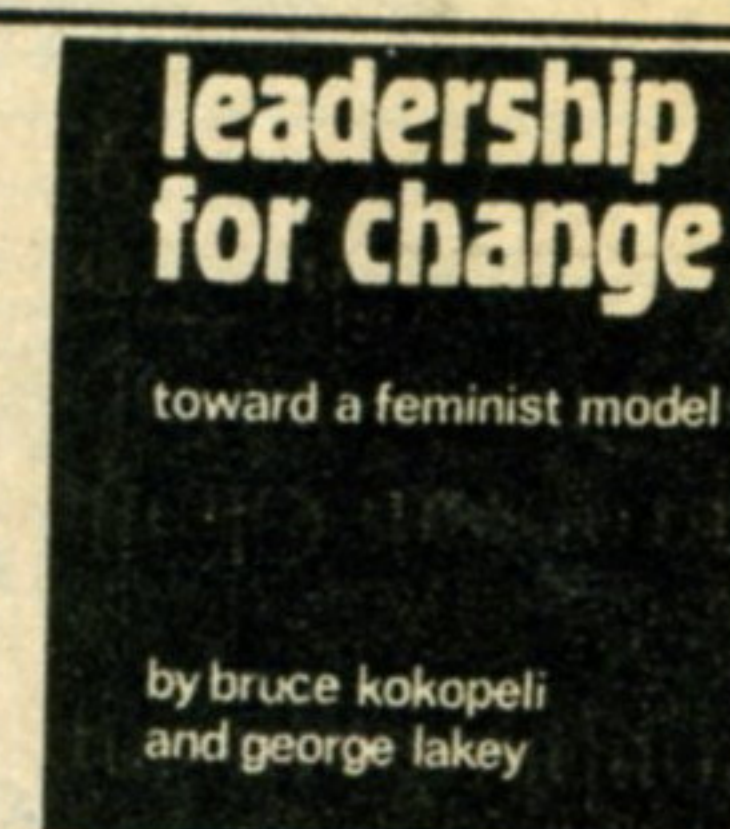 leadership
for change
toward a feminist model
by bruce kokopeli
and george lakey